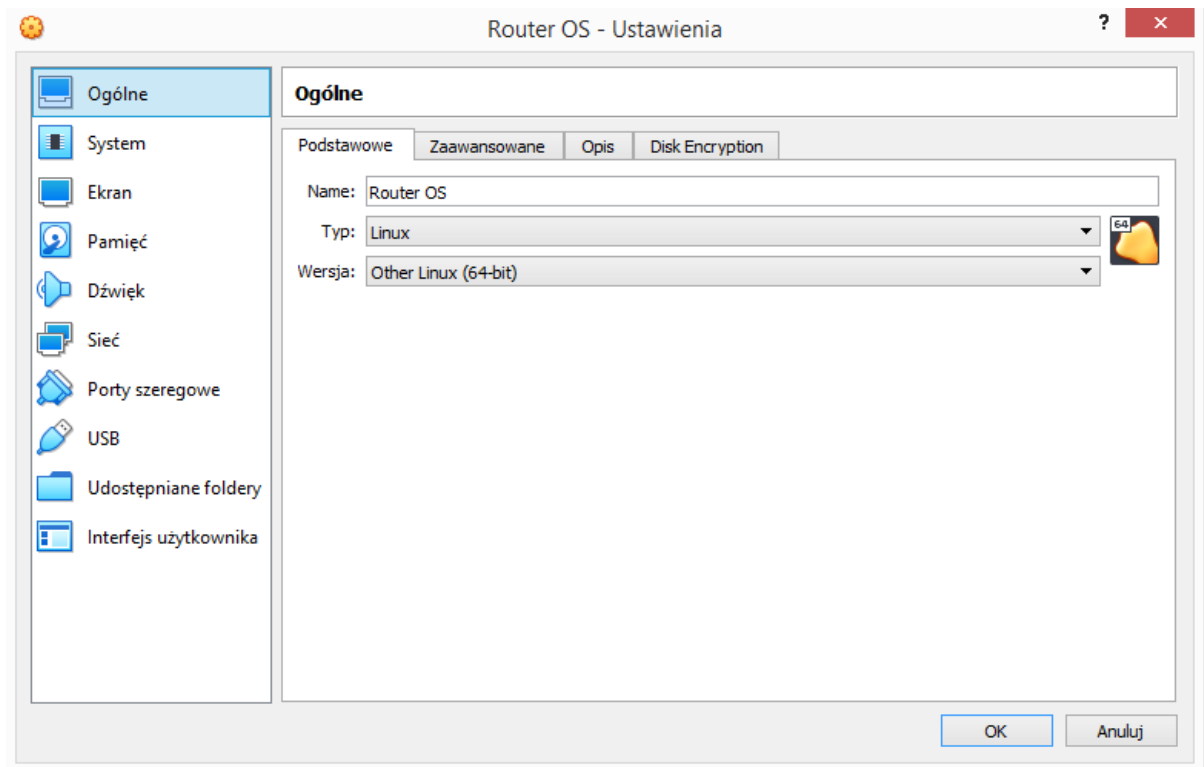 Router OS - Ustawienia
?
Ogólne
System
Ekran
Pamięć
Dźwięk
Sieć
Porty szeregowe
USB
Udostępniane foldery
Interfejs użytkownika
Ogólne
Podstawowe Zaawansowane Opis Disk Encryption
Name: Router OS
Typ: Linux
64
Wersja: Other Linux (64-bit)
OK Anuluj